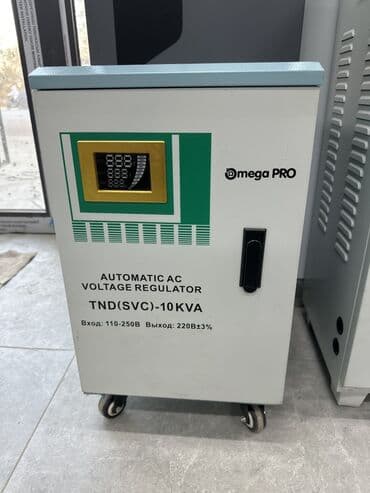 Omega PRO
AUTOMATIC AC
VOLTAGE REGULATOR
TND(SVC)-10KVA
Вход: 110-250В Выход: 220В±3%